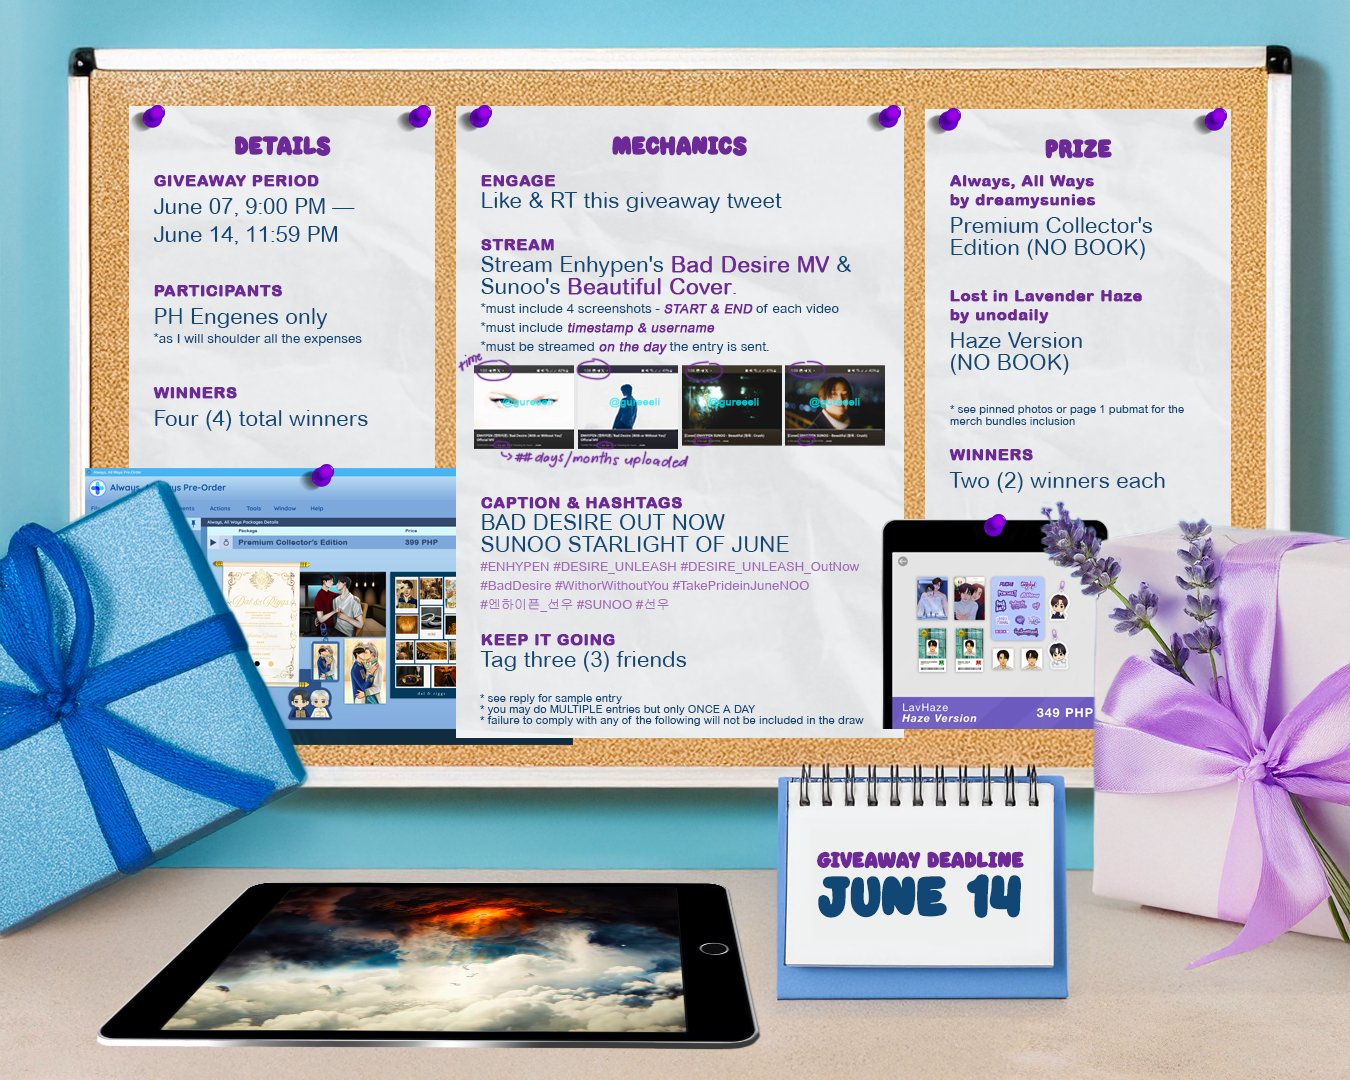 DETAILS
GIVEAWAY PERIOD
June 07, 9:00 PM —
June 14, 11:59 PM
PARTICIPANTS
PH Engenes only
*as I will shoulder all the expenses
WINNERS
Four (4) total winners
MECHANICS
ENGAGE
Like & RT this giveaway tweet
STREAM
Stream Enhypen's Bad Desire MV &
Sunoo's Beautiful Cover.
*must include 4 screenshots - START & END of each video
*must include timestamp & username
*must be streamed on the day the entry is sent.
time
@gureeeli
@gureeeli
@gureeeli
@gureeeli
## days/months uploaded
CAPTION & HASHTAGS
BAD DESIRE OUT NOW
SUNOO STARLIGHT OF JUNE
#ENHYPEN #DESIRE_UNLEASH #DESIRE_UNLEASH_OutNow
#BadDesire #WithorWithoutYou #TakePrideinJuneNOO
#엔하이픈_선우 #SUNOO #선우
KEEP IT GOING
Tag three (3) friends
* see reply for sample entry
* you may do MULTIPLE entries but only ONCE A DAY
* failure to comply with any of the following will not be included in the draw
PRIZE
Always, All Ways
by dreamysunies
Premium Collector's
Edition (NO BOOK)
Lost in Lavender Haze
by unodaily
Haze Version
(NO BOOK)
* see pinned photos or page 1 pubmat for the
merch bundles inclusion
WINNERS
Two (2) winners each
Always, All Ways Pre-Order
Actions Tools Window Help
Always, All Ways Packages Details
Package Price
Premium Collector's Edition 399 PHP
LavHaze
Haze Version
349 PHP
GIVEAWAY DEADLINE
JUNE 14